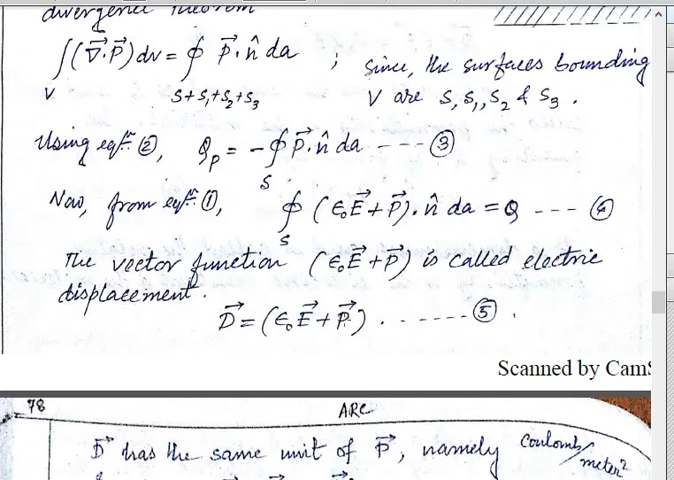 divergence theorem
∫(∇⃗·P⃗)dv = ∮ P⃗·n̂ da ; Since, the surfaces bounding
V S+S₁+S₂+S₃ V are S, S₁, S₂ & S₃.
Using eqⁿ. ②, Qₚ = -∮P⃗·n̂ da --- ③
S
Now, from eqⁿ. ①, ∮ (ϵ₀E⃗+P⃗)·n̂ da = Q --- ④
S
The vector function (ϵ₀E⃗+P⃗) is called electric
displacement.
D⃗ = (ϵ₀E⃗+P⃗) . ------ ⑤ .
Scanned by CamS
78 ARC
D⃗ has the same unit of P⃗, namely Coulomb/meter²